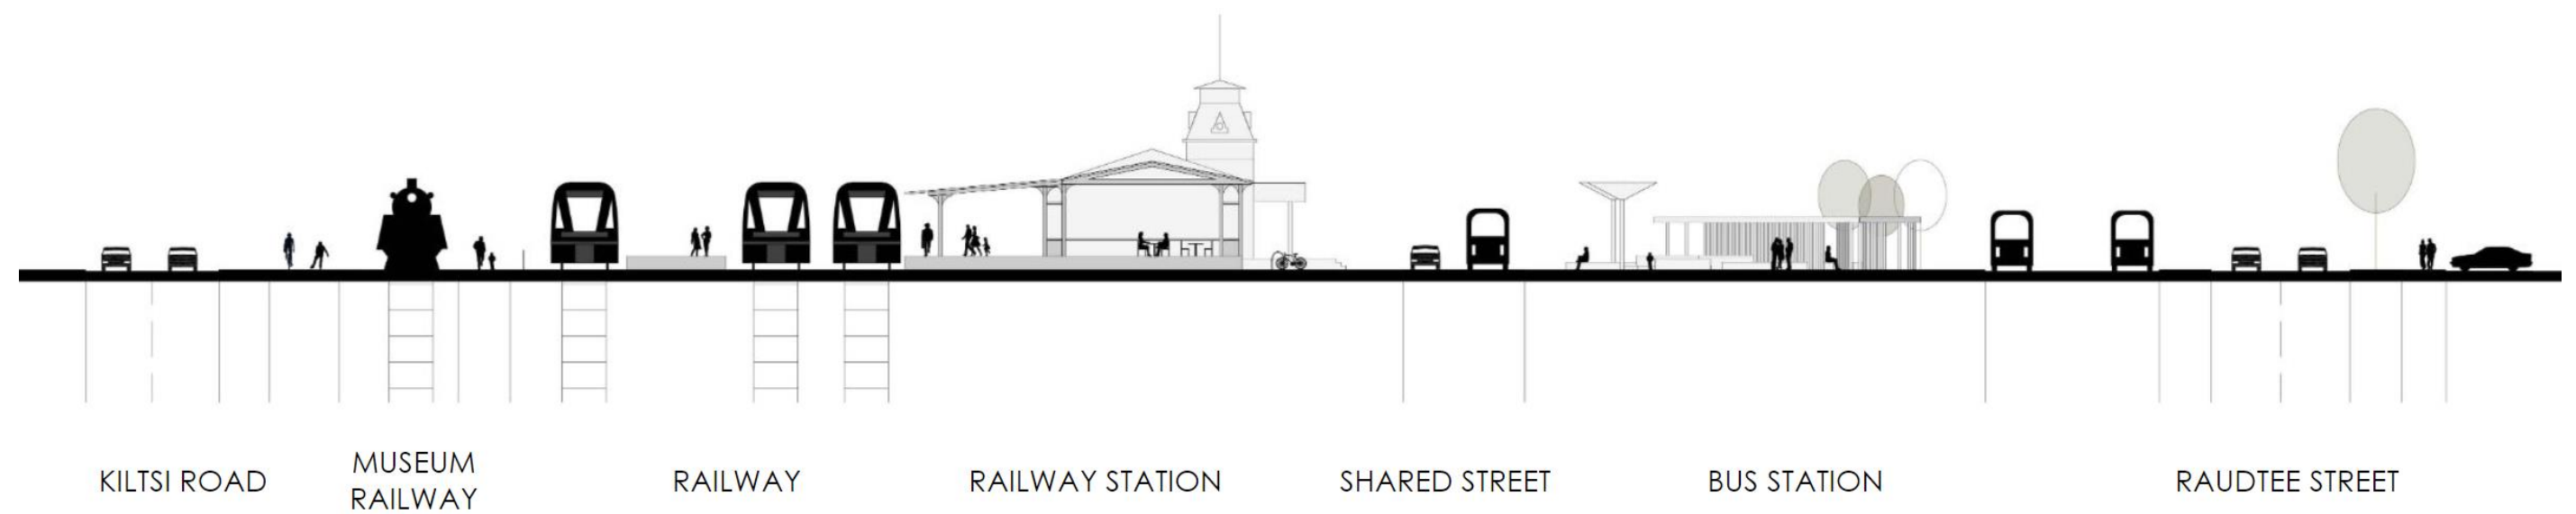 KILTSI ROAD
MUSEUM
RAILWAY
RAILWAY
RAILWAY STATION
SHARED STREET
BUS STATION
RAUDTEE STREET